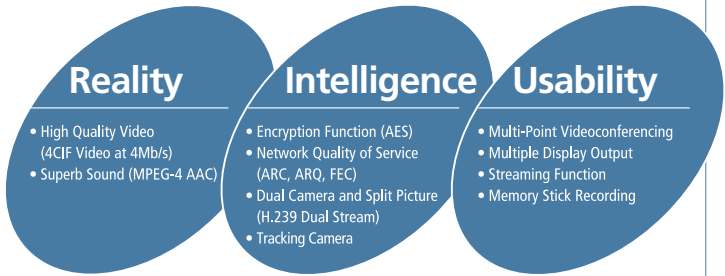 Reality
• High Quality Video
(4CIF Video at 4Mb/s)
• Superb Sound (MPEG-4 AAC)
Intelligence
• Encryption Function (AES)
• Network Quality of Service
(ARC, ARQ, FEC)
• Dual Camera and Split Picture
(H.239 Dual Stream)
• Tracking Camera
Usability
• Multi-Point Videoconferencing
• Multiple Display Output
• Streaming Function
• Memory Stick Recording